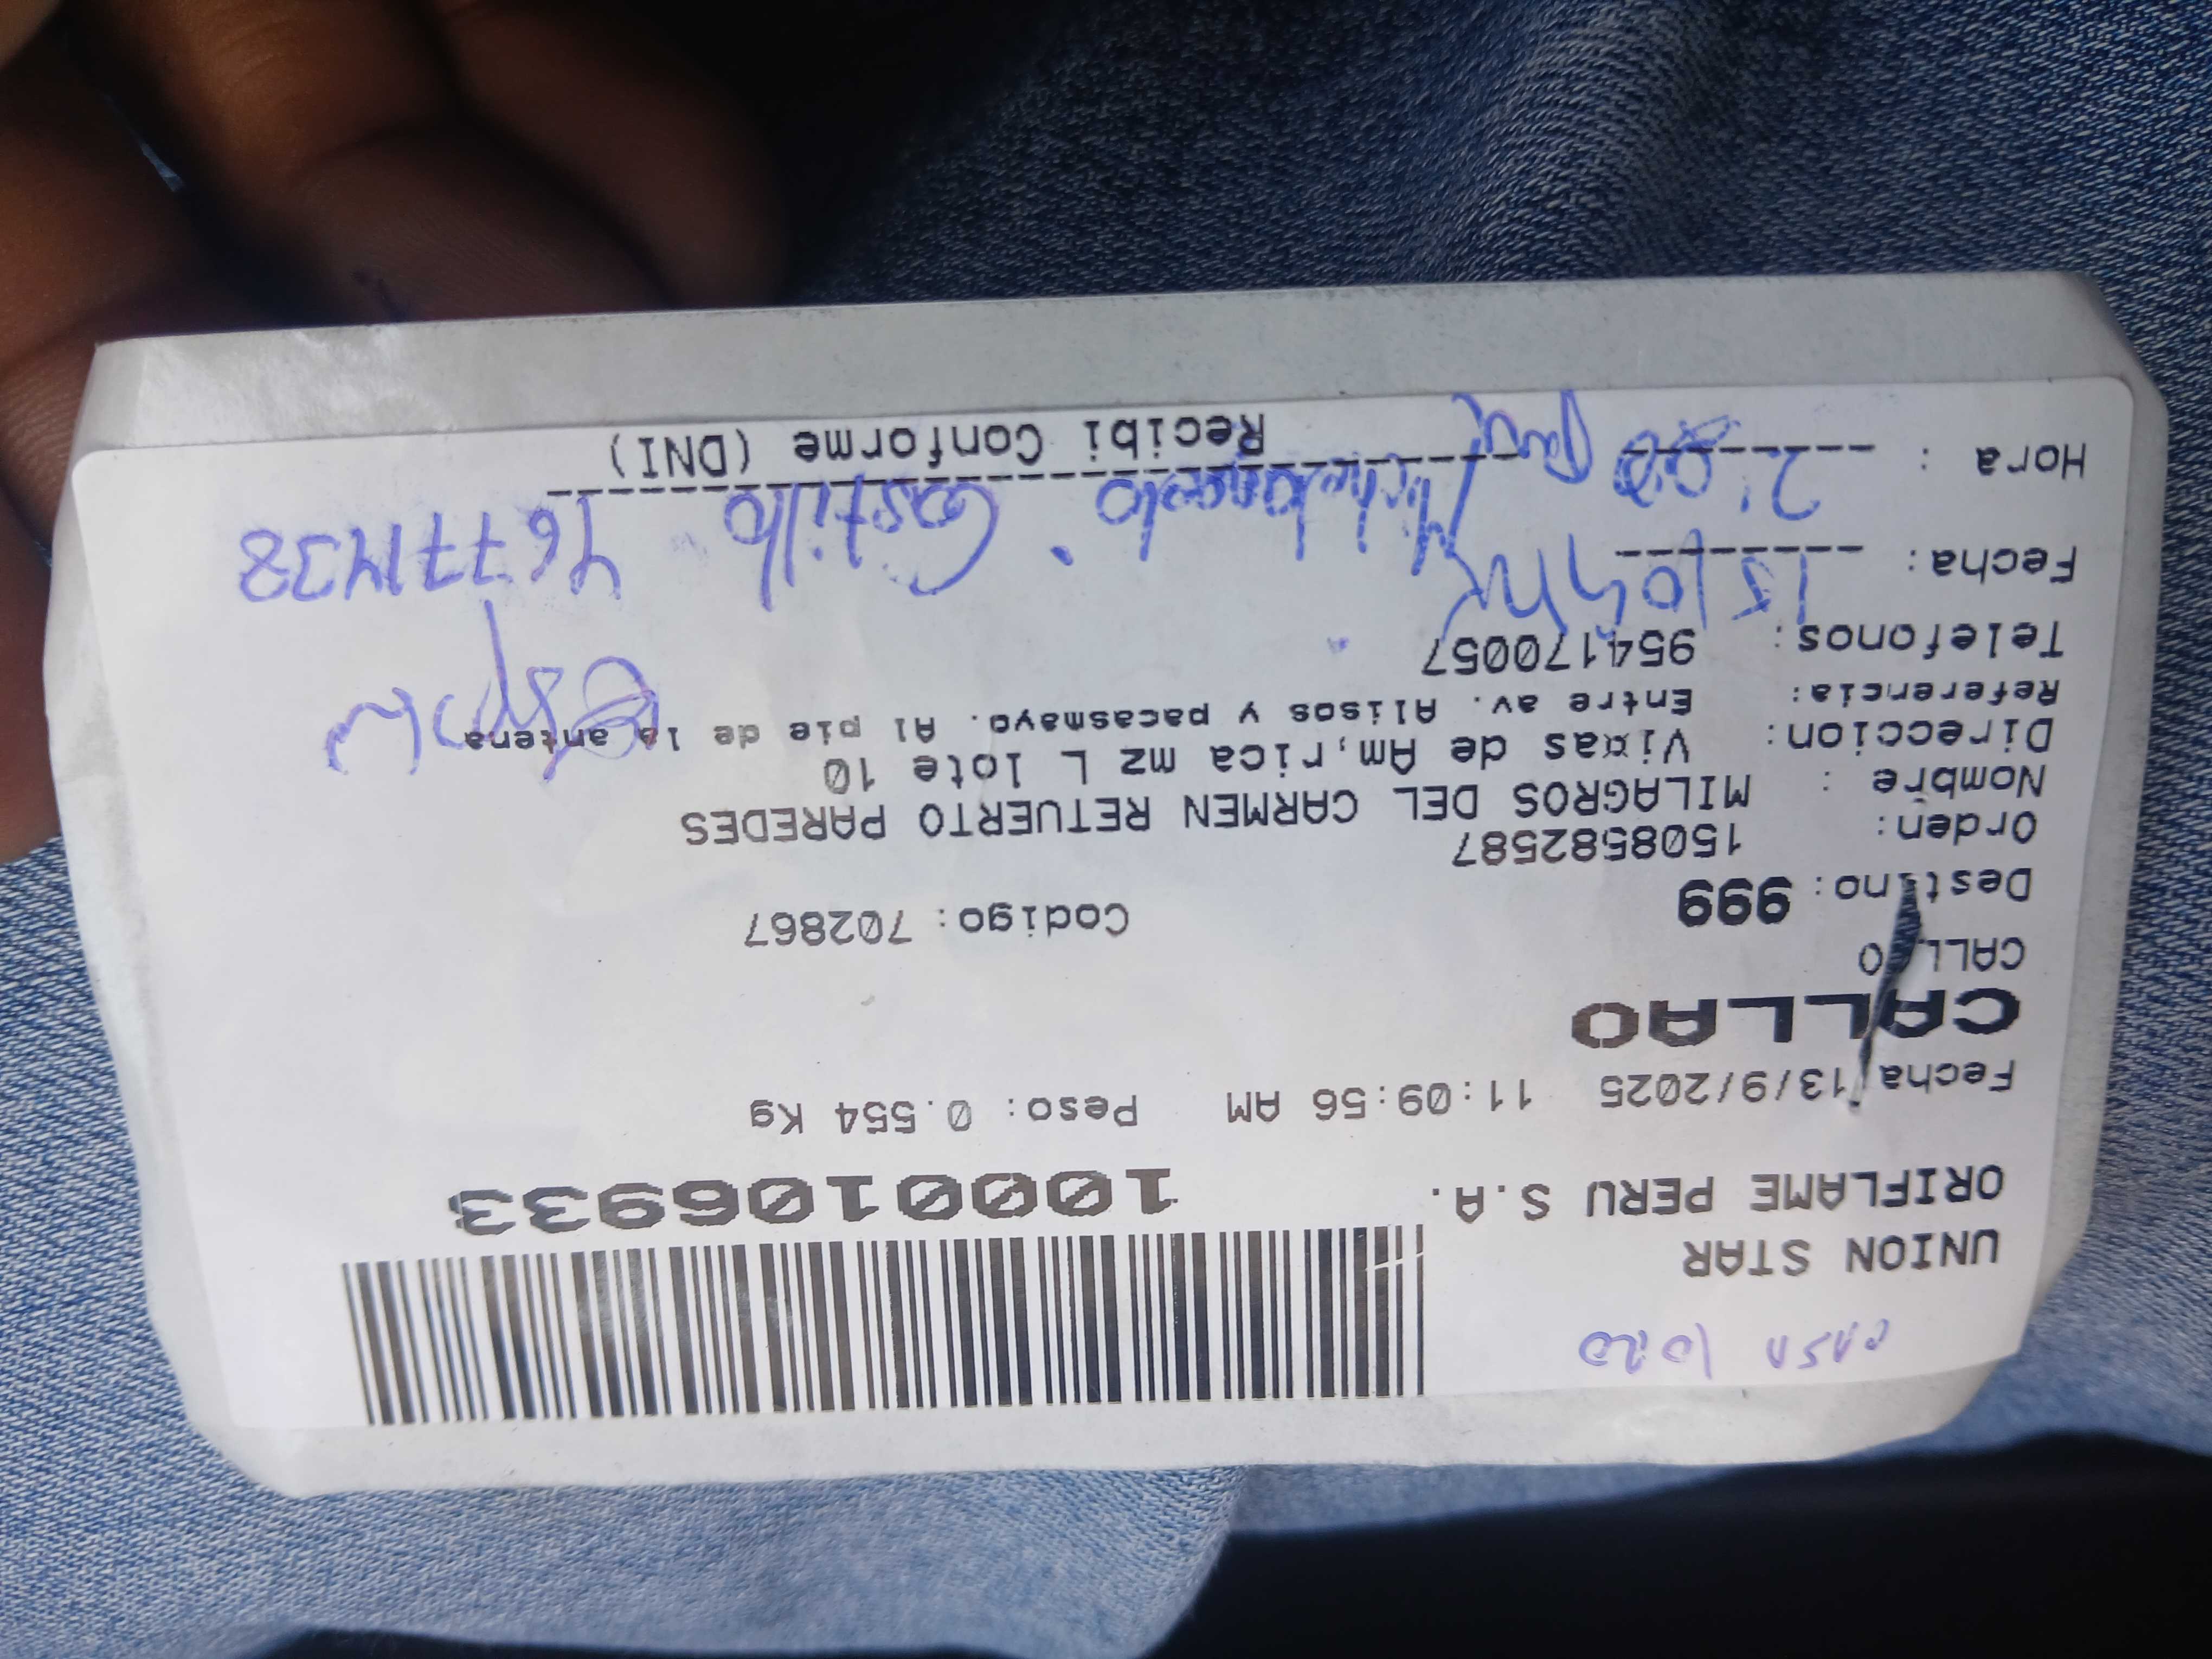 CASA 1020
UNION STAR
ORIFLAME PERU S.A.
1000106933
Fecha 13/9/2025 11:09:56 AM Peso: 0.554 Kg
CALLAO
CALLAO
Destino: 999 Codigo: 702867
Orden: 1508582587
Nombre : MILAGROS DEL CARMEN RETUERTO PAREDES
Direccion: Vi¤as de Am,rica mz L lote 10
Referencia: Entre av. Alisos y pacasmayo. Al pie de la antena
Telefonos: 954170057
Fecha: 15/09
Castillo 46771438
Hora : 2:00 pm
Recibi Conforme (DNI)